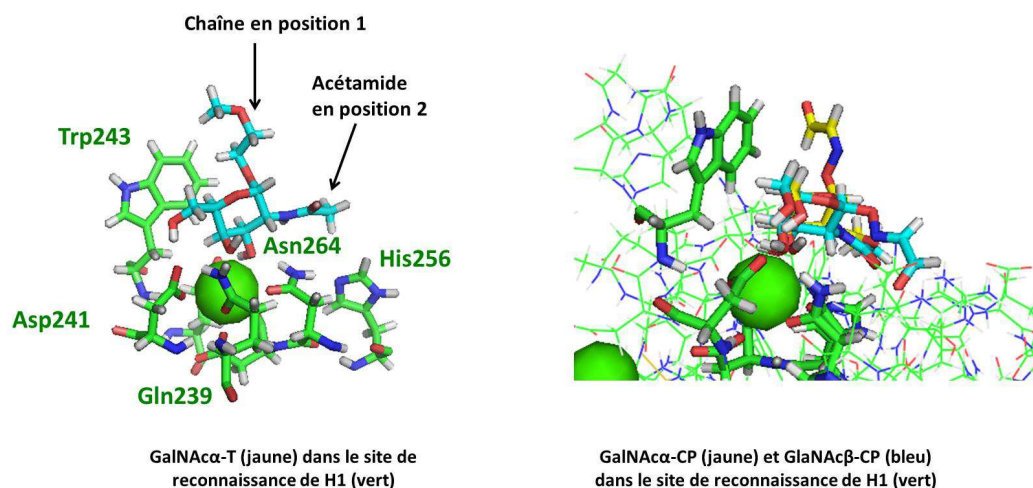 Chaîne en position 1
Acétamide
en position 2
Trp243
Asn264
His256
Asp241
Gln239
GalNAcα-T (jaune) dans le site de
reconnaissance de H1 (vert)
GalNAcα-CP (jaune) et GlaNAcβ-CP (bleu)
dans le site de reconnaissance de H1 (vert)